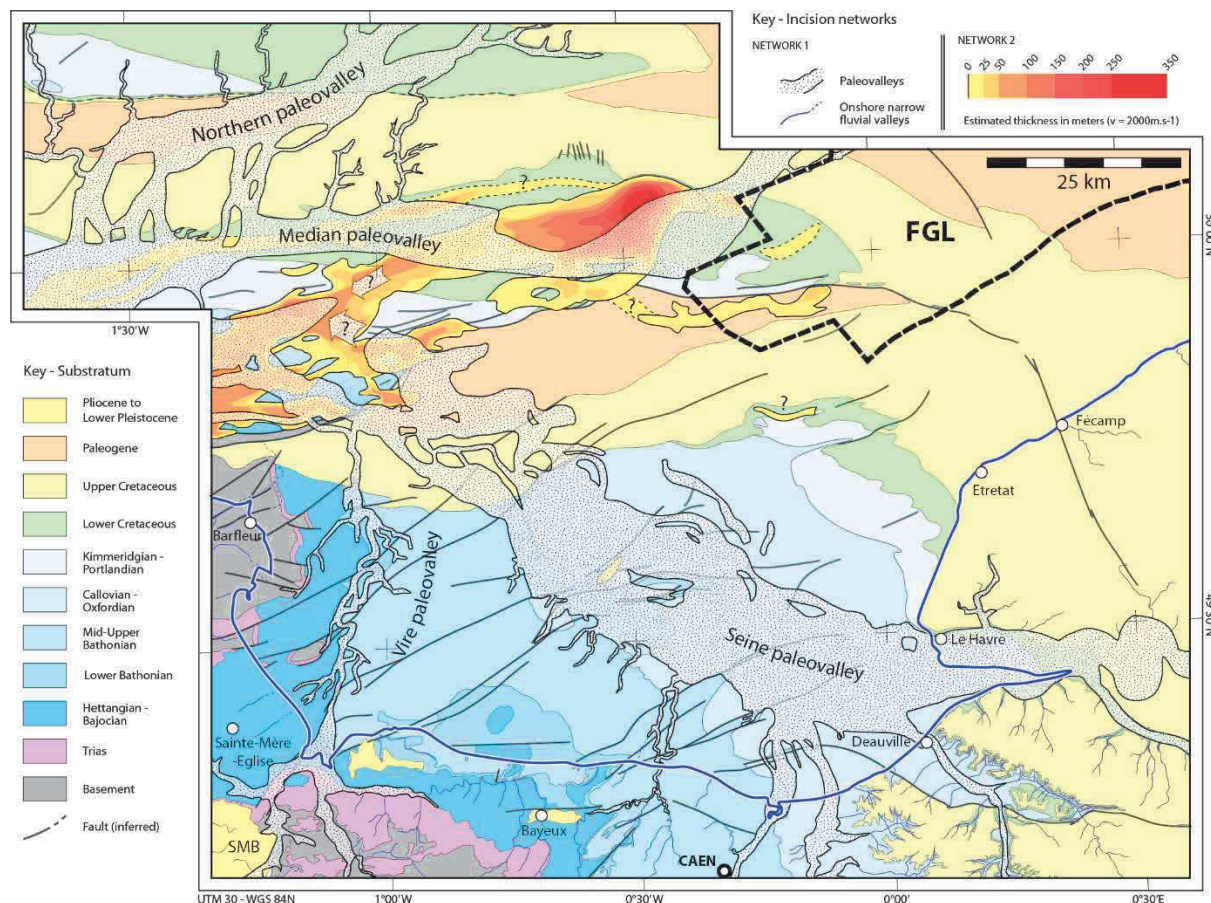 Key - Incision networks
NETWORK 1
Paleovalleys
Onshore narrow
fluvial valleys
NETWORK 2
0
25
50
100
150
200
250
350
Estimated thickness in meters (v = 2000m.s-1)
25 km
Northern paleovalley
Median paleovalley
?
?
?
?
?
FGL
1°30'W
Key - Substratum
Pliocene to
Lower Pleistocene
Paleogene
Upper Cretaceous
Lower Cretaceous
Kimmeridgian -
Portlandian
Callovian -
Oxfordian
Mid-Upper
Bathonian
Lower Bathonian
Hettangian -
Bajocian
Trias
Basement
Fault (inferred)
Fécamp
Etretat
Barfleur
Vire paleovalley
Seine paleovalley
Le Havre
49°30'N
Sainte-Mère
-Eglise
Deauville
Bayeux
SMB
CAEN
UTM 30 - WGS 84N
1°00'W
0°30'W
0°00'
0°30'E